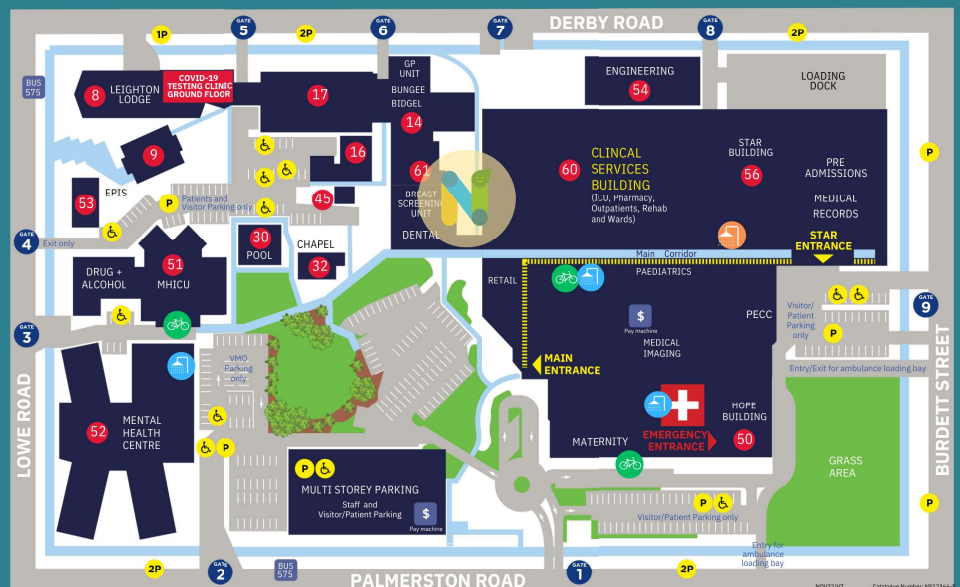 DERBY ROAD
GATE
5
GATE
6
GATE
7
GATE
8
1P
2P
2P
BUS
575
8
LEIGHTON
LODGE
COVID-19
TESTING CLINIC
GROUND FLOOR
17
GP
UNIT
BUNGEE
BIDGEL
14
ENGINEERING
54
LOADING
DOCK
9
16
61
BREAST
SCREENING
UNIT
DENTAL
60
CLINCAL
SERVICES
BUILDING
(ICU, Pharmacy,
Outpatients, Rehab
and Wards)
STAR
BUILDING
56
PRE
ADMISSIONS
MEDICAL
RECORDS
P
EPIS
53
P
Patients and
Visitor Parking only
45
GATE
4
Exit only
30
POOL
CHAPEL
32
STAR
ENTRANCE
Main Corridor
51
MHICU
DRUG +
ALCOHOL
RETAIL
PAEDIATRICS
PECC
$
Pay machine
MEDICAL
IMAGING
Visitor/
Patient
Parking
only
P
GATE
9
GATE
3
Entry/Exit for ambulance loading bay
VMO
Parking
only
MAIN
ENTRANCE
LOWE ROAD
BURDETT STREET
52
MENTAL
HEALTH
CENTRE
P
MATERNITY
EMERGENCY
ENTRANCE
HOPE
BUILDING
50
GRASS
AREA
P
MULTI STOREY PARKING
Staff and
Visitor/Patient Parking
$
Pay machine
P
Visitor/Patient Parking only
P
Entry for
ambulance
loading bay
2P
GATE
2
BUS
575
PALMERSTON ROAD
GATE
1
2P